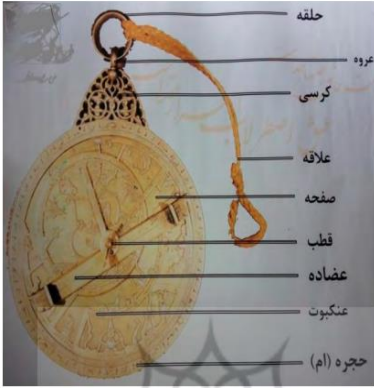 حلقه
عروه
کرسی
علاقه
صفحه
قطب
عضاده
عنکبوت
حجره (ام)